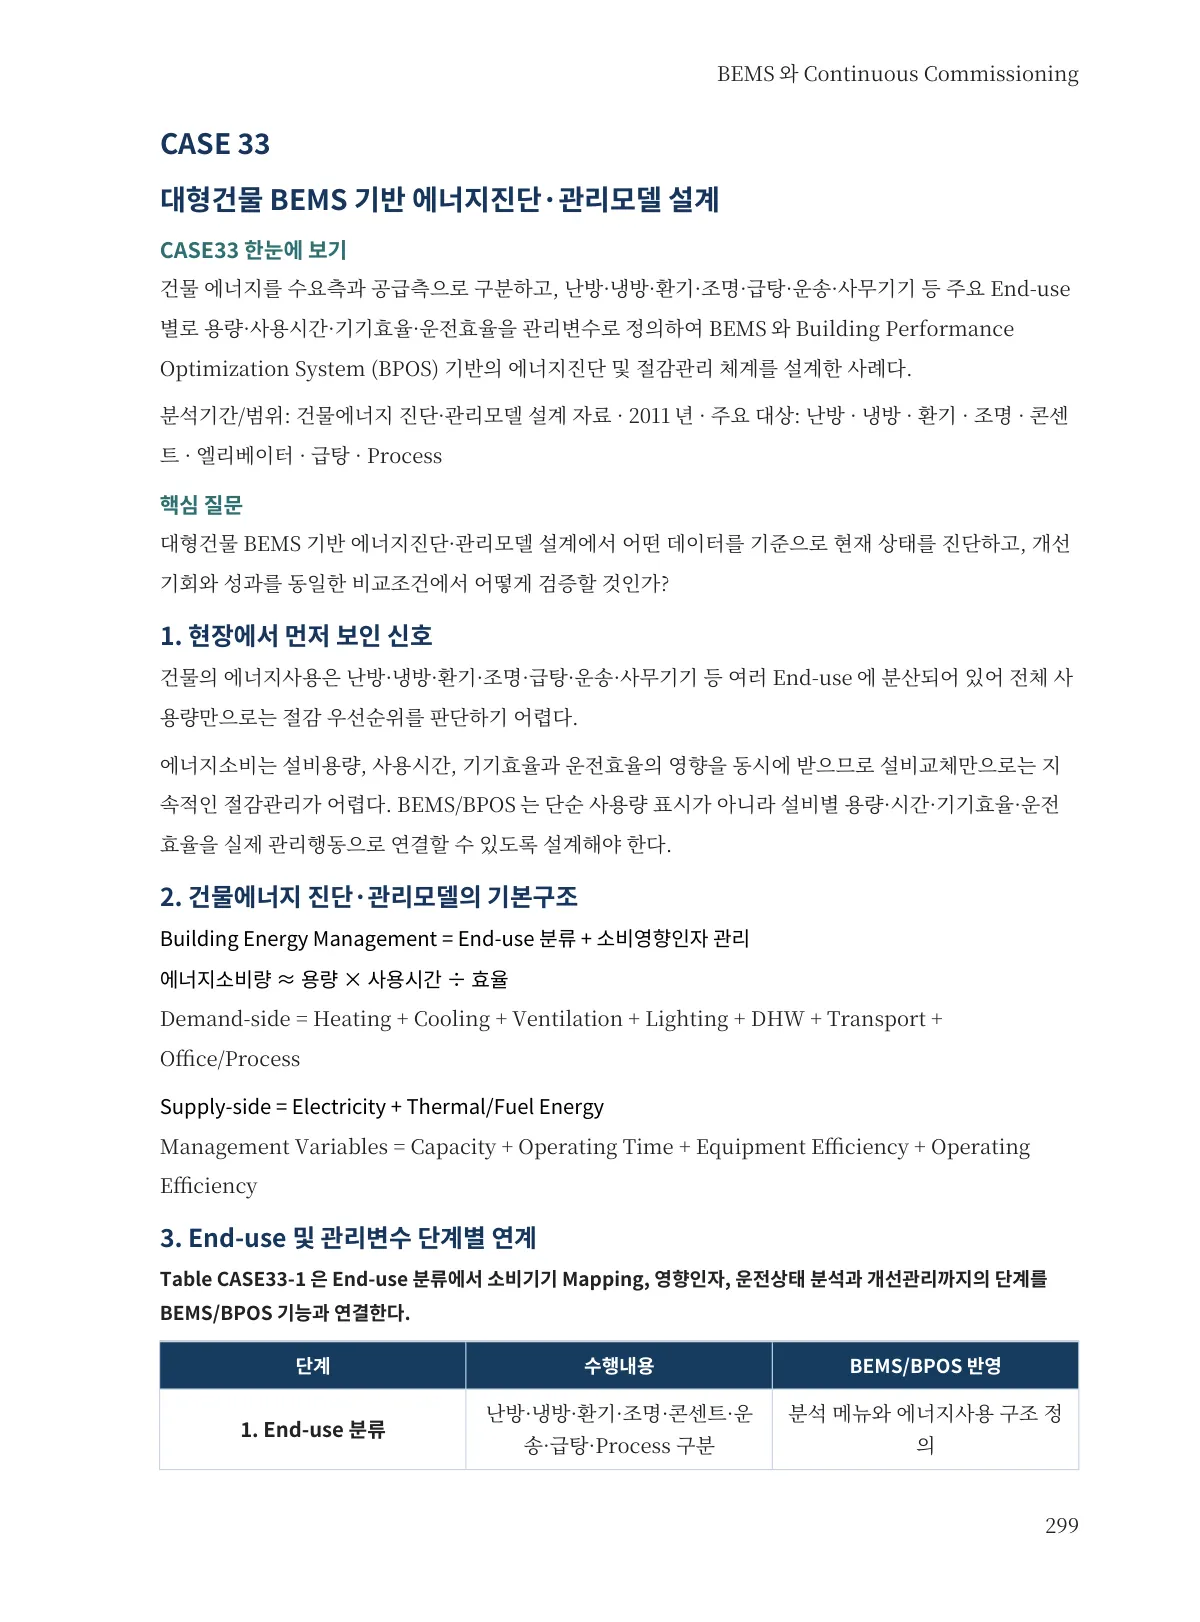 BEMS 와 Continuous Commissioning
CASE 33
대형건물 BEMS 기반 에너지진단·관리모델 설계
CASE33 한눈에 보기
건물 에너지를 수요측과 공급측으로 구분하고, 난방·냉방·환기·조명·급탕·운송·사무기기 등 주요 End-use
별로 용량·사용시간·기기효율·운전효율을 관리변수로 정의하여 BEMS 와 Building Performance
Optimization System (BPOS) 기반의 에너지진단 및 절감관리 체계를 설계한 사례다.
분석기간/범위: 건물에너지 진단·관리모델 설계 자료 · 2011 년 · 주요 대상: 난방 · 냉방 · 환기 · 조명 · 콘센
트 · 엘리베이터 · 급탕 · Process
핵심 질문
대형건물 BEMS 기반 에너지진단·관리모델 설계에서 어떤 데이터를 기준으로 현재 상태를 진단하고, 개선
기회와 성과를 동일한 비교조건에서 어떻게 검증할 것인가?
1. 현장에서 먼저 보인 신호
건물의 에너지사용은 난방·냉방·환기·조명·급탕·운송·사무기기 등 여러 End-use 에 분산되어 있어 전체 사
용량만으로는 절감 우선순위를 판단하기 어렵다.
에너지소비는 설비용량, 사용시간, 기기효율과 운전효율의 영향을 동시에 받으므로 설비교체만으로는 지
속적인 절감관리가 어렵다. BEMS/BPOS 는 단순 사용량 표시가 아니라 설비별 용량·시간·기기효율·운전
효율을 실제 관리행동으로 연결할 수 있도록 설계해야 한다.
2. 건물에너지 진단·관리모델의 기본구조
Building Energy Management = End-use 분류 + 소비영향인자 관리
에너지소비량 ≈ 용량 × 사용시간 ÷ 효율
Demand-side = Heating + Cooling + Ventilation + Lighting + DHW + Transport +
Office/Process
Supply-side = Electricity + Thermal/Fuel Energy
Management Variables = Capacity + Operating Time + Equipment Efficiency + Operating
Efficiency
3. End-use 및 관리변수 단계별 연계
Table CASE33-1 은 End-use 분류에서 소비기기 Mapping, 영향인자, 운전상태 분석과 개선관리까지의 단계를
BEMS/BPOS 기능과 연결한다.
단계 수행내용 BEMS/BPOS 반영
1. End-use 분류
난방·냉방·환기·조명·콘센트·운
송·급탕·Process 구분
분석 메뉴와 에너지사용 구조 정
의
299